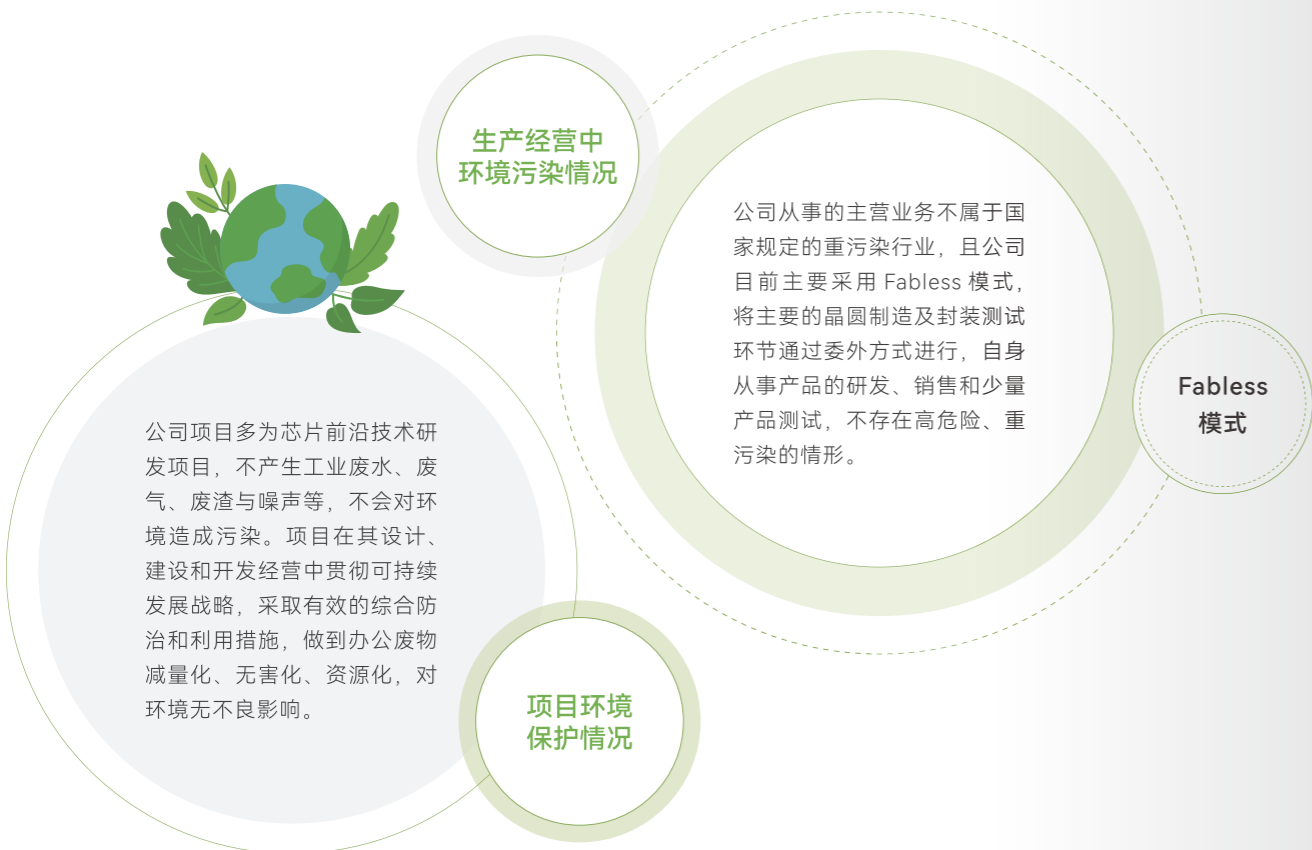 生产经营中
环境污染情况
公司从事的主营业务不属于国
家规定的重污染行业，且公司
目前主要采用 Fabless 模式，
将主要的晶圆制造及封装测试
环节通过委外方式进行，自身
从事产品的研发、销售和少量
产品测试，不存在高危险、重
污染的情形。
Fabless
模式
公司项目多为芯片前沿技术研
发项目，不产生工业废水、废
气、废渣与噪声等，不会对环
境造成污染。项目在其设计、
建设和开发经营中贯彻可持续
发展战略，采取有效的综合防
治和利用措施，做到办公废物
减量化、无害化、资源化，对
环境无不良影响。
项目环境
保护情况